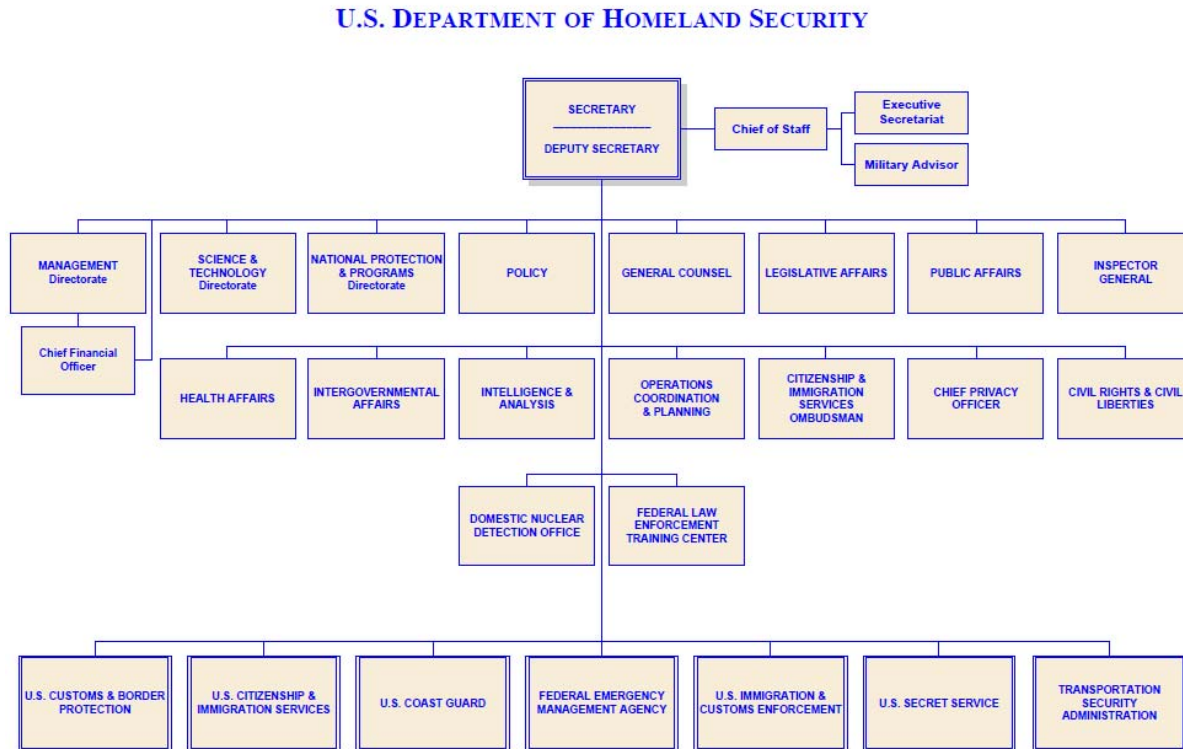 U.S. DEPARTMENT OF HOMELAND SECURITY
SECRETARY
DEPUTY SECRETARY
Chief of Staff
Executive
Secretariat
Military Advisor
MANAGEMENT
Directorate
SCIENCE &
TECHNOLOGY
Directorate
NATIONAL PROTECTION
& PROGRAMS
Directorate
POLICY
GENERAL COUNSEL
LEGISLATIVE AFFAIRS
PUBLIC AFFAIRS
INSPECTOR
GENERAL
Chief Financial
Officer
HEALTH AFFAIRS
INTERGOVERNMENTAL
AFFAIRS
INTELLIGENCE &
ANALYSIS
OPERATIONS
COORDINATION
& PLANNING
CITIZENSHIP &
IMMIGRATION
SERVICES
OMBUDSMAN
CHIEF PRIVACY
OFFICER
CIVIL RIGHTS & CIVIL
LIBERTIES
DOMESTIC NUCLEAR
DETECTION OFFICE
FEDERAL LAW
ENFORCEMENT
TRAINING CENTER
U.S. CUSTOMS & BORDER
PROTECTION
U.S. CITIZENSHIP &
IMMIGRATION SERVICES
U.S. COAST GUARD
FEDERAL EMERGENCY
MANAGEMENT AGENCY
U.S. IMMIGRATION &
CUSTOMS ENFORCEMENT
U.S. SECRET SERVICE
TRANSPORTATION
SECURITY
ADMINISTRATION